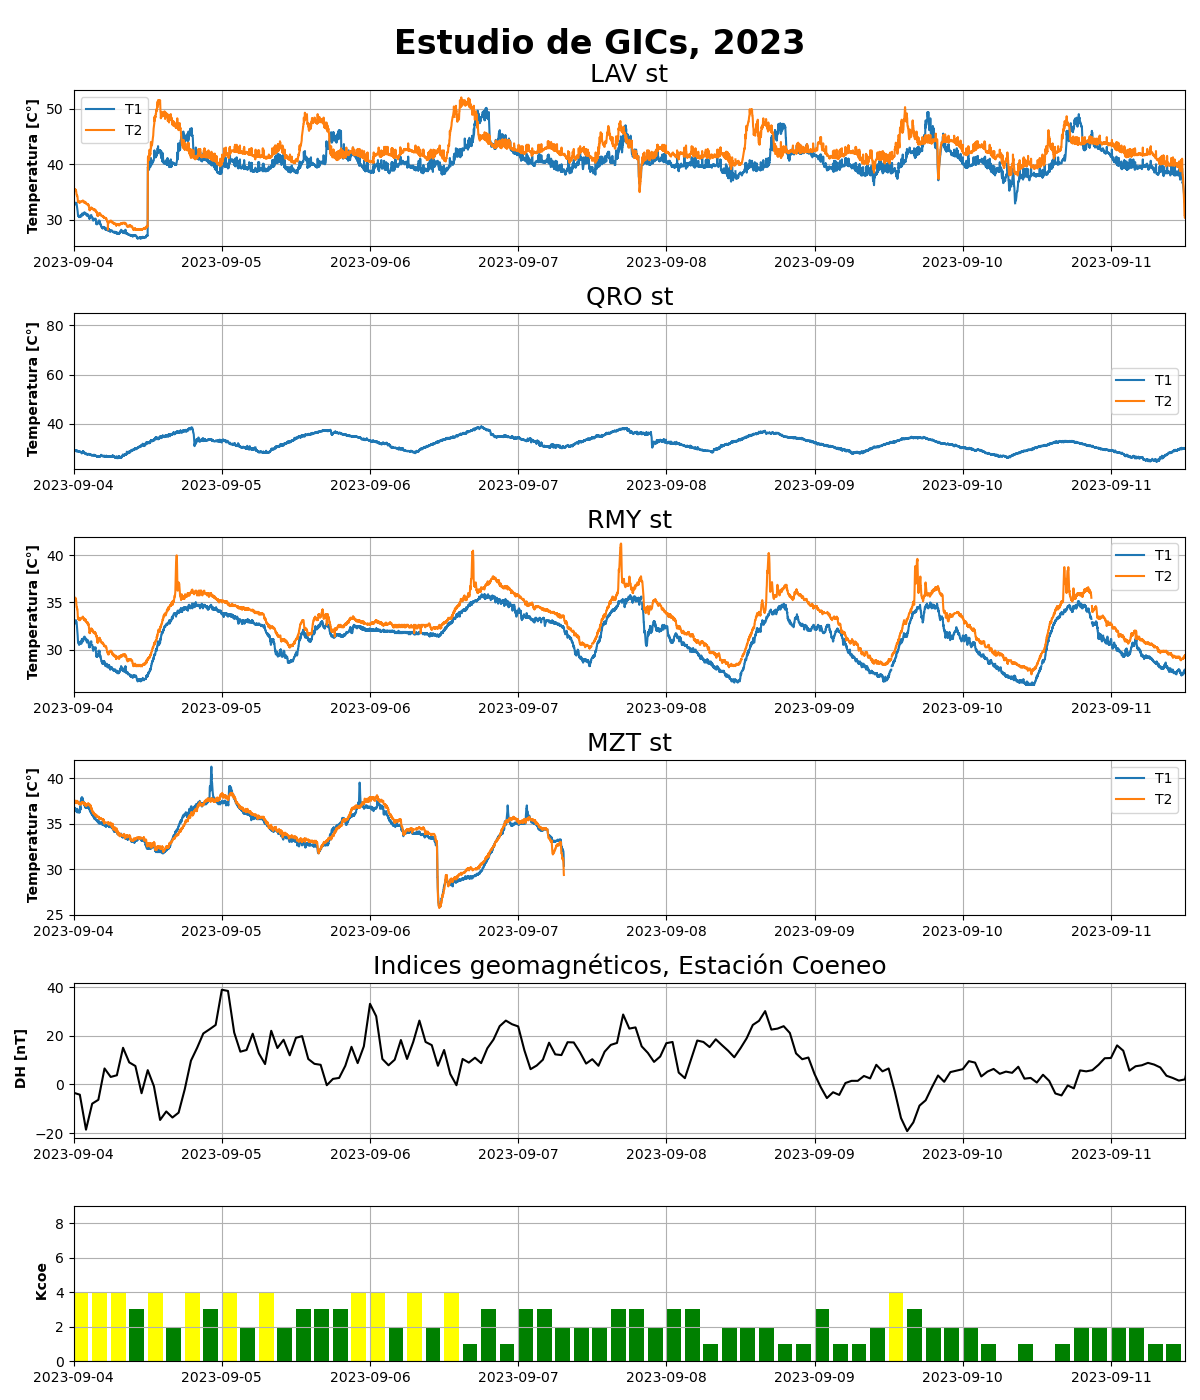 Estudio de GICs, 2023
LAV st
Temperatura [C°]
50
40
30
T1
T2
2023-09-04 2023-09-05 2023-09-06 2023-09-07 2023-09-08 2023-09-09 2023-09-10 2023-09-11
QRO st
Temperatura [C°]
80
60
40
T1
T2
2023-09-04 2023-09-05 2023-09-06 2023-09-07 2023-09-08 2023-09-09 2023-09-10 2023-09-11
RMY st
Temperatura [C°]
40
35
30
T1
T2
2023-09-04 2023-09-05 2023-09-06 2023-09-07 2023-09-08 2023-09-09 2023-09-10 2023-09-11
MZT st
Temperatura [C°]
40
35
30
25
T1
T2
2023-09-04 2023-09-05 2023-09-06 2023-09-07 2023-09-08 2023-09-09 2023-09-10 2023-09-11
Indices geomagnéticos, Estación Coeneo
DH [nT]
40
20
0
−20
2023-09-04 2023-09-05 2023-09-06 2023-09-07 2023-09-08 2023-09-09 2023-09-10 2023-09-11
Kcoe
8
6
4
2
0
2023-09-04 2023-09-05 2023-09-06 2023-09-07 2023-09-08 2023-09-09 2023-09-10 2023-09-11